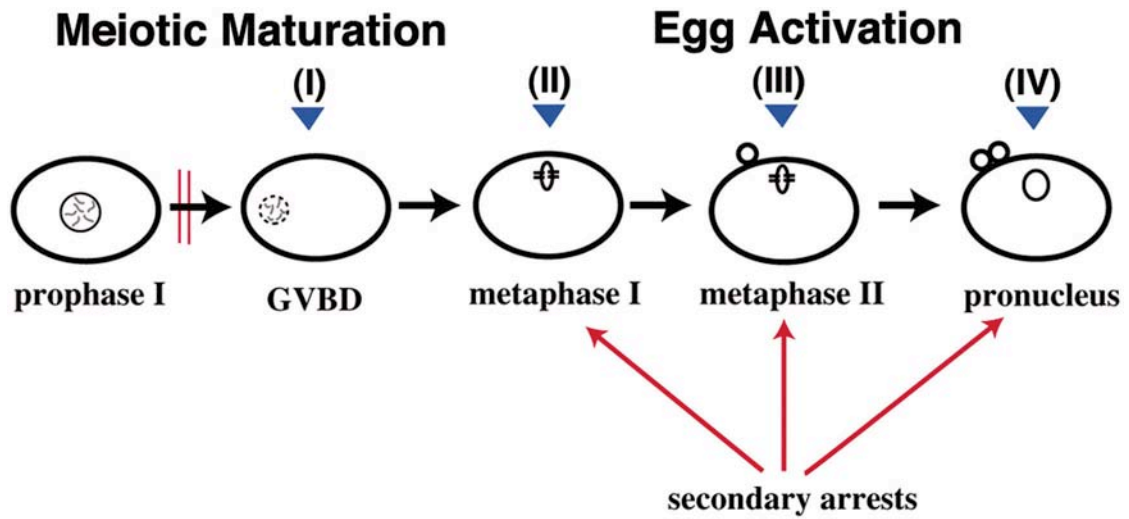 Meiotic Maturation
Egg Activation
(I)
(II)
(III)
(IV)
prophase I
GVBD
metaphase I
metaphase II
pronucleus
secondary arrests